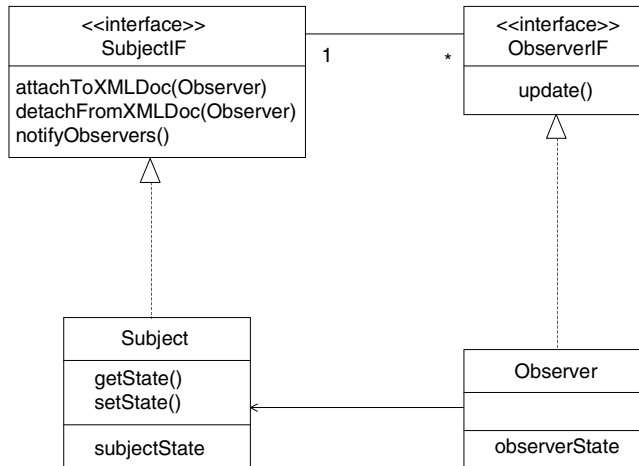 <<interface>>
SubjectIF
attachToXMLDoc(Observer)
detachFromXMLDoc(Observer)
notifyObservers()
1
*
<<interface>>
ObserverIF
update()
Subject
getState()
setState()
subjectState
Observer
observerState